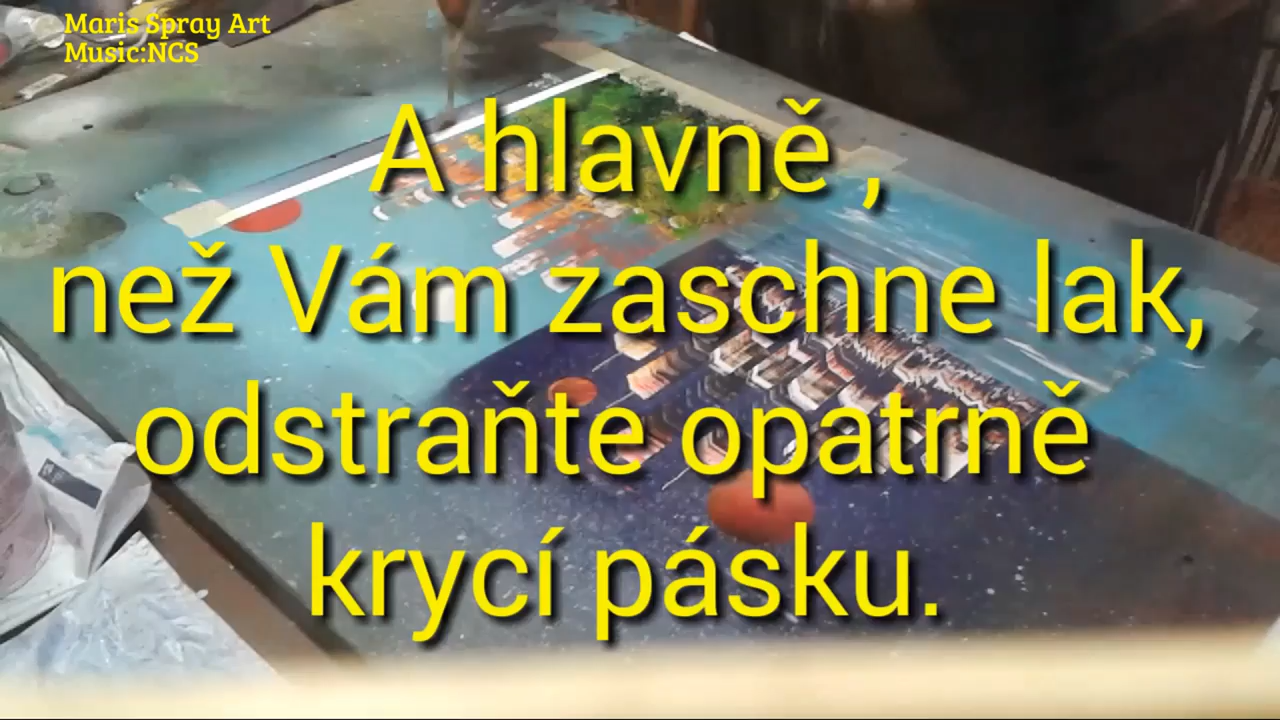 Maris Spray Art
Music:NCS
A hlavně ,
než Vám zaschne lak,
odstraňte opatrně
krycí pásku.